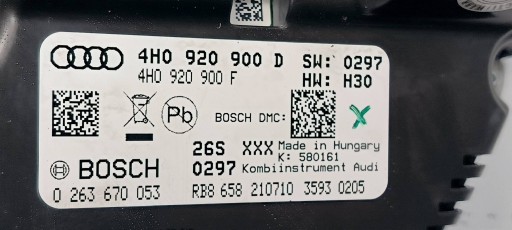 4H0 920 900 D SW: 0297
4H0 920 900 F HW: H30
Pb BOSCH DMC:
26S XXX Made in Hungary
K: 580161
BOSCH 0297 Kombiinstrument Audi
0 263 670 053 RB8 658 210710 3593 0205